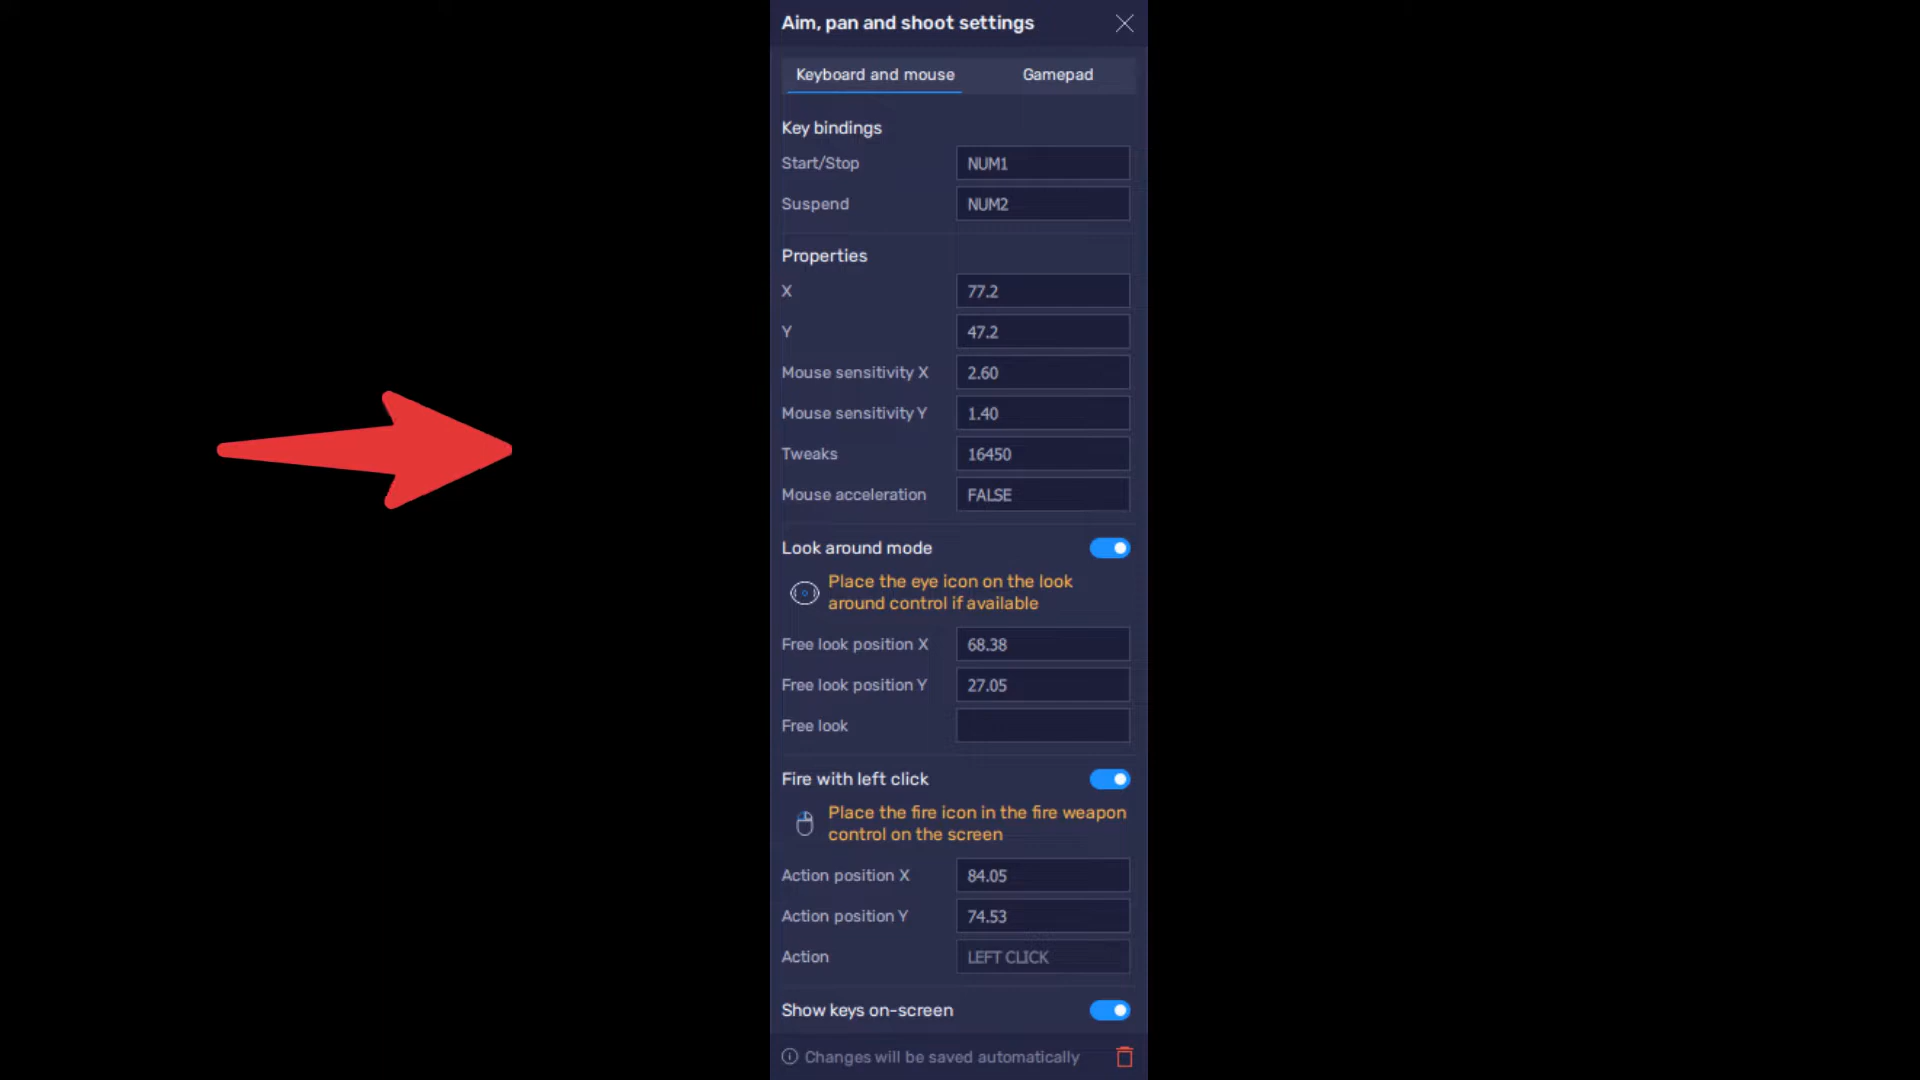 Aim, pan and shoot settings
Keyboard and mouse Gamepad
Key bindings
Start/Stop NUM1
Suspend NUM2
Properties
X 77.2
Y 47.2
Mouse sensitivity X 2.60
Mouse sensitivity Y 1.40
Tweaks 16450
Mouse acceleration FALSE
Look around mode
Place the eye icon on the look
around control if available
Free look position X 68.38
Free look position Y 27.05
Free look
Fire with left click
Place the fire icon in the fire weapon
control on the screen
Action position X 84.05
Action position Y 74.53
Action LEFT CLICK
Show keys on-screen
Changes will be saved automatically